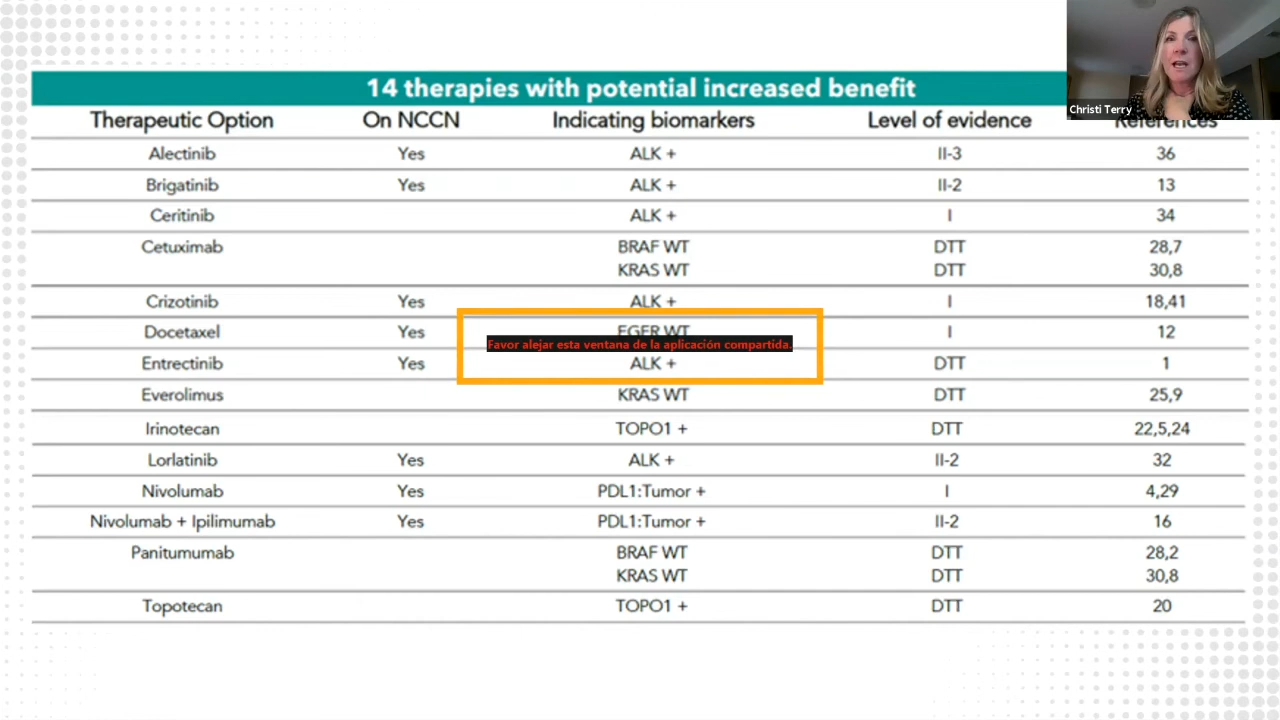 14 therapies with potential increased benefit
Therapeutic Option On NCCN Indicating biomarkers Level of evidence References
Christi Terry
Alectinib Yes ALK + II-3 36
Brigatinib Yes ALK + II-2 13
Ceritinib ALK + I 34
Cetuximab BRAF WT DTT 28,7
KRAS WT DTT 30,8
Crizotinib Yes ALK + I 18,41
Docetaxel Yes EGFR WT I 12
Favor alejar esta ventana de la aplicación compartida.
Entrectinib Yes ALK + DTT 1
Everolimus KRAS WT DTT 25,9
Irinotecan TOPO1 + DTT 22,5,24
Lorlatinib Yes ALK + II-2 32
Nivolumab Yes PDL1:Tumor + I 4,29
Nivolumab + Ipilimumab Yes PDL1:Tumor + II-2 16
Panitumumab BRAF WT DTT 28,2
KRAS WT DTT 30,8
Topotecan TOPO1 + DTT 20